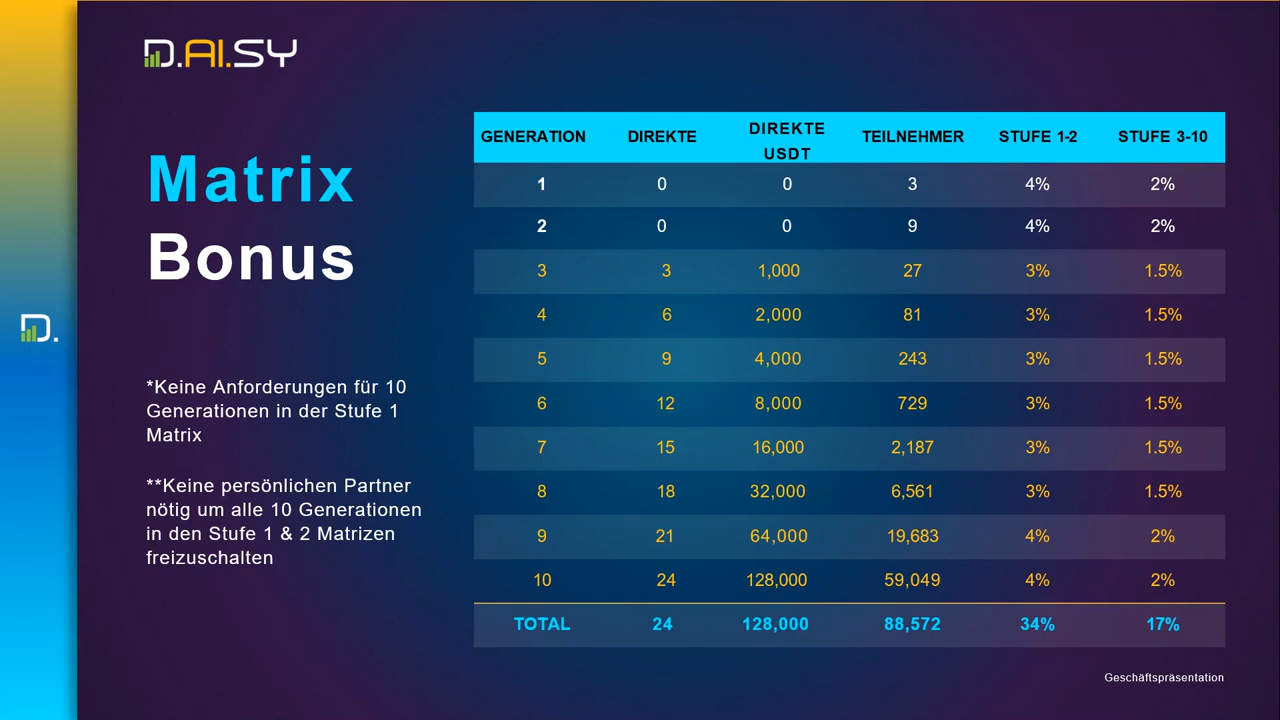 D.AI.SY
Matrix
Bonus
*Keine Anforderungen für 10
Generationen in der Stufe 1
Matrix
**Keine persönlichen Partner
nötig um alle 10 Generationen
in den Stufe 1 & 2 Matrizen
freizuschalten
D.
GENERATION DIREKTE DIREKTE USDT TEILNEHMER STUFE 1-2 STUFE 3-10
1 0 0 3 4% 2%
2 0 0 9 4% 2%
3 3 1,000 27 3% 1.5%
4 6 2,000 81 3% 1.5%
5 9 4,000 243 3% 1.5%
6 12 8,000 729 3% 1.5%
7 15 16,000 2,187 3% 1.5%
8 18 32,000 6,561 3% 1.5%
9 21 64,000 19,683 4% 2%
10 24 128,000 59,049 4% 2%
TOTAL 24 128,000 88,572 34% 17%
Geschäftspräsentation